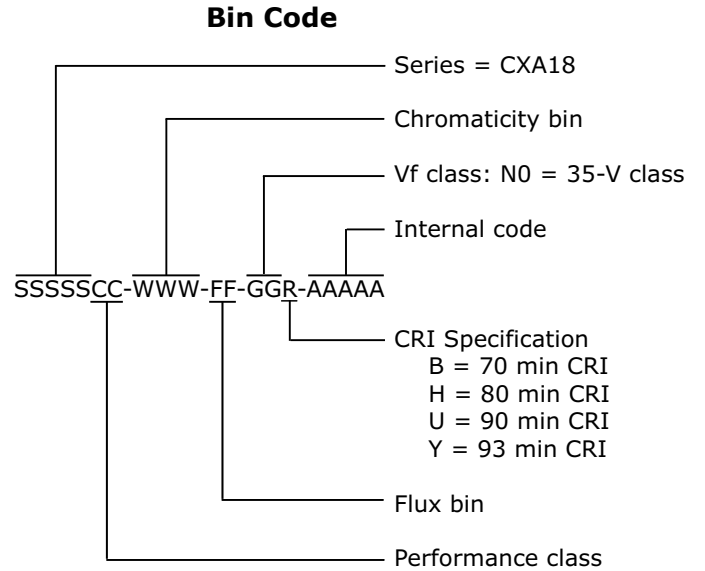 Bin Code
Series = CXA18
Chromaticity bin
Vf class: N0 = 35-V class
Internal code
SSSSSCC-WWW-FF-GGR-AAAAA
CRI Specification
B = 70 min CRI
H = 80 min CRI
U = 90 min CRI
Y = 93 min CRI
Flux bin
Performance class